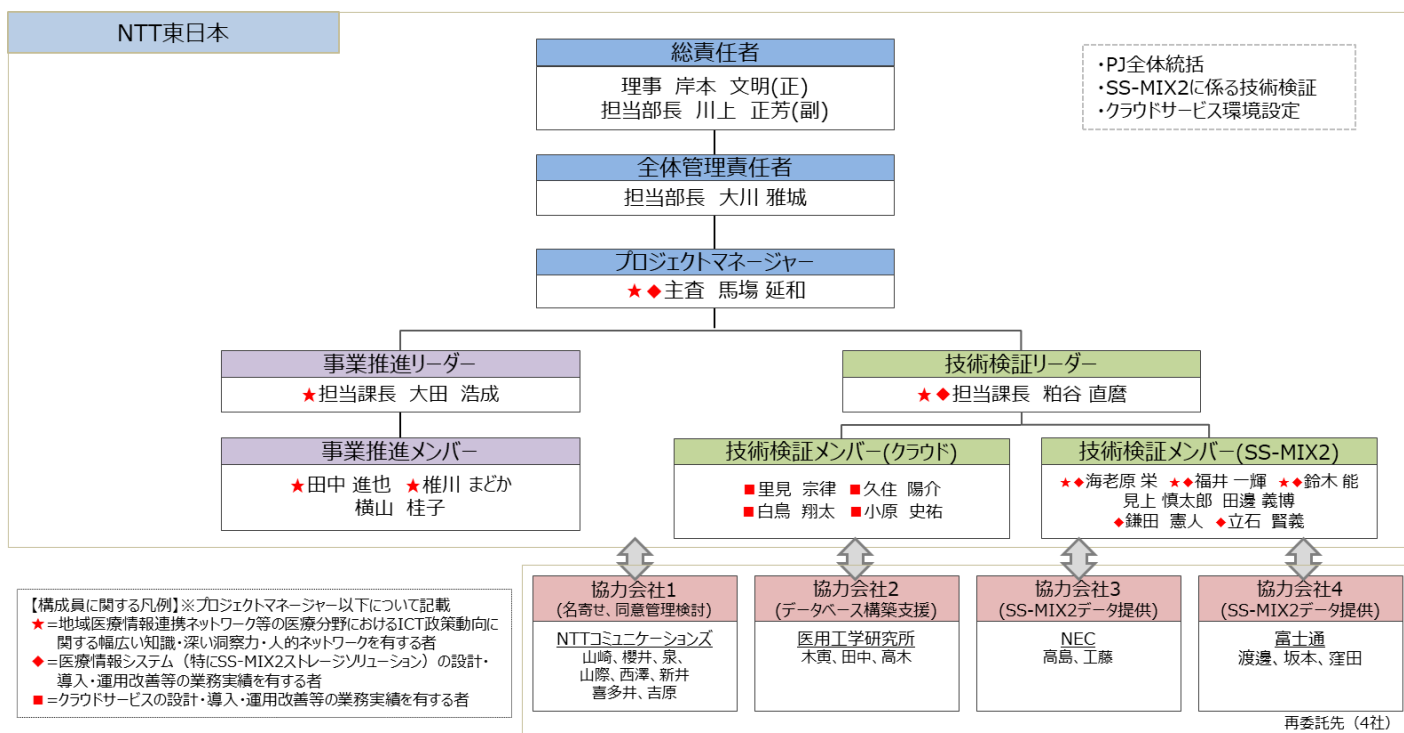 NTT東日本
総責任者
理事 岸本 文明(正)
担当部長 川上 正芳(副)
・PJ全体統括
・SS-MIX2に係る技術検証
・クラウドサービス環境設定
全体管理責任者
担当部長 大川 雅城
プロジェクトマネージャー
★◆主査 馬塲 延和
事業推進リーダー
★担当課長 大田 浩成
技術検証リーダー
★◆担当課長 粕谷 直麿
事業推進メンバー
★田中 進也 ★椎川 まどか
横山 桂子
技術検証メンバー(クラウド)
■里見 宗律 ■久住 陽介
■白鳥 翔太 ■小原 史祐
技術検証メンバー(SS-MIX2)
★◆海老原 栄 ★◆福井 一輝 ★◆鈴木 能
見上 慎太郎 田邊 義博
◆鎌田 憲人 ◆立石 賢義
【構成員に関する凡例】※プロジェクトマネージャー以下について記載
★=地域医療情報連携ネットワーク等の医療分野におけるICT政策動向に
関する幅広い知識・深い洞察力・人的ネットワークを有する者
◆=医療情報システム（特にSS-MIX2ストレージソリューション）の設計・
導入・運用改善等の業務実績を有する者
■=クラウドサービスの設計・導入・運用改善等の業務実績を有する者
協力会社1
(名寄せ、同意管理検討)
NTTコミュニケーションズ
山崎、櫻井、泉、
山際、西澤、新井
喜多井、吉原
協力会社2
(データベース構築支援)
医用工学研究所
木寅、田中、高木
協力会社3
(SS-MIX2データ提供)
NEC
高島、工藤
協力会社4
(SS-MIX2データ提供)
富士通
渡邊、坂本、窪田
再委託先（4社）